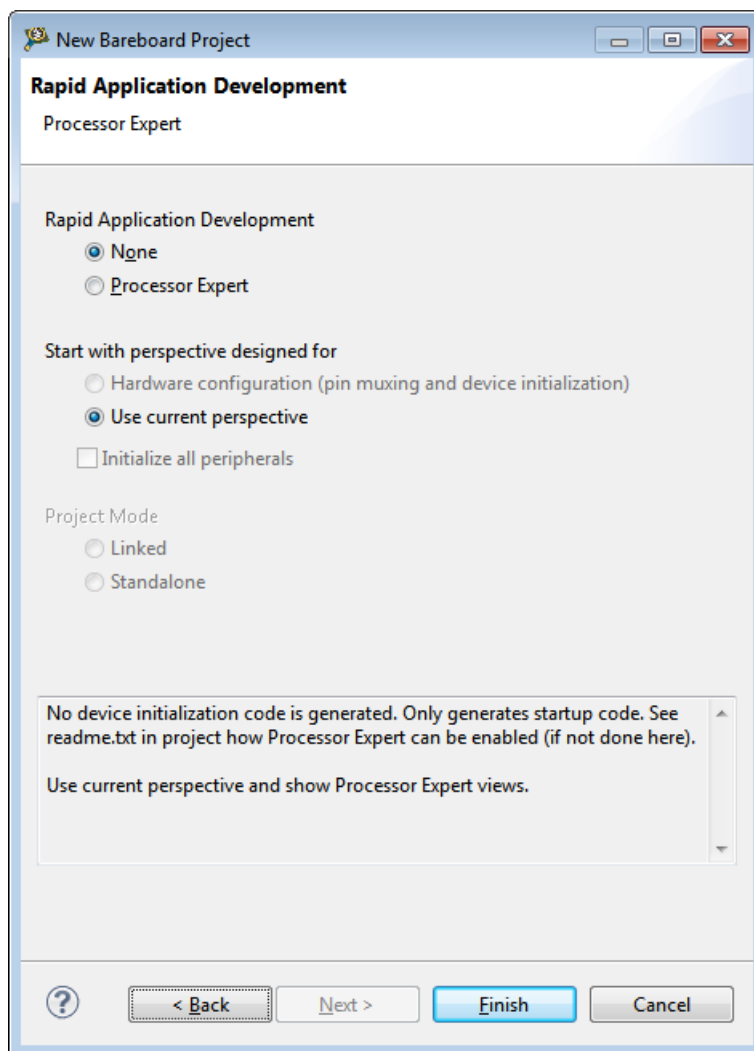 New Bareboard Project
Rapid Application Development
Processor Expert
Rapid Application Development
None
Processor Expert
Start with perspective designed for
Hardware configuration (pin muxing and device initialization)
Use current perspective
Initialize all peripherals
Project Mode
Linked
Standalone
No device initialization code is generated. Only generates startup code. See
readme.txt in project how Processor Expert can be enabled (if not done here).
Use current perspective and show Processor Expert views.
? < Back Next > Finish Cancel